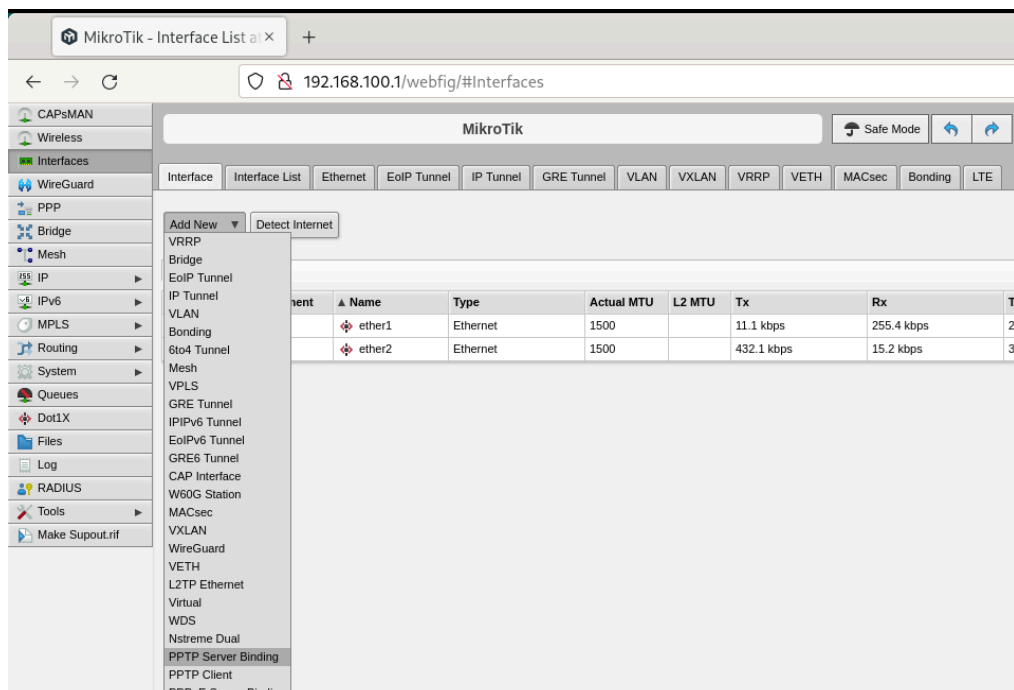 MikroTik - Interface List at
192.168.100.1/webfig/#Interfaces
CAPsMAN
Wireless
Interfaces
WireGuard
PPP
Bridge
Mesh
IP
IPv6
MPLS
Routing
System
Queues
Dot1X
Files
Log
RADIUS
Tools
Make Supout.rif
MikroTik
Safe Mode
Interface Interface List Ethernet EoIP Tunnel IP Tunnel GRE Tunnel VLAN VXLAN VRRP VETH MACsec Bonding LTE
Add New ▼ Detect Internet
VRRP
Bridge
EoIP Tunnel
IP Tunnel
VLAN
Bonding
6to4 Tunnel
Mesh
VPLS
GRE Tunnel
IPIPv6 Tunnel
EoIPv6 Tunnel
GRE6 Tunnel
CAP Interface
W60G Station
MACsec
VXLAN
WireGuard
VETH
L2TP Ethernet
Virtual
WDS
Nstreme Dual
PPTP Server Binding
PPTP Client
▲ Name Type Actual MTU L2 MTU Tx Rx
ether1 Ethernet 1500 11.1 kbps 255.4 kbps
ether2 Ethernet 1500 432.1 kbps 15.2 kbps